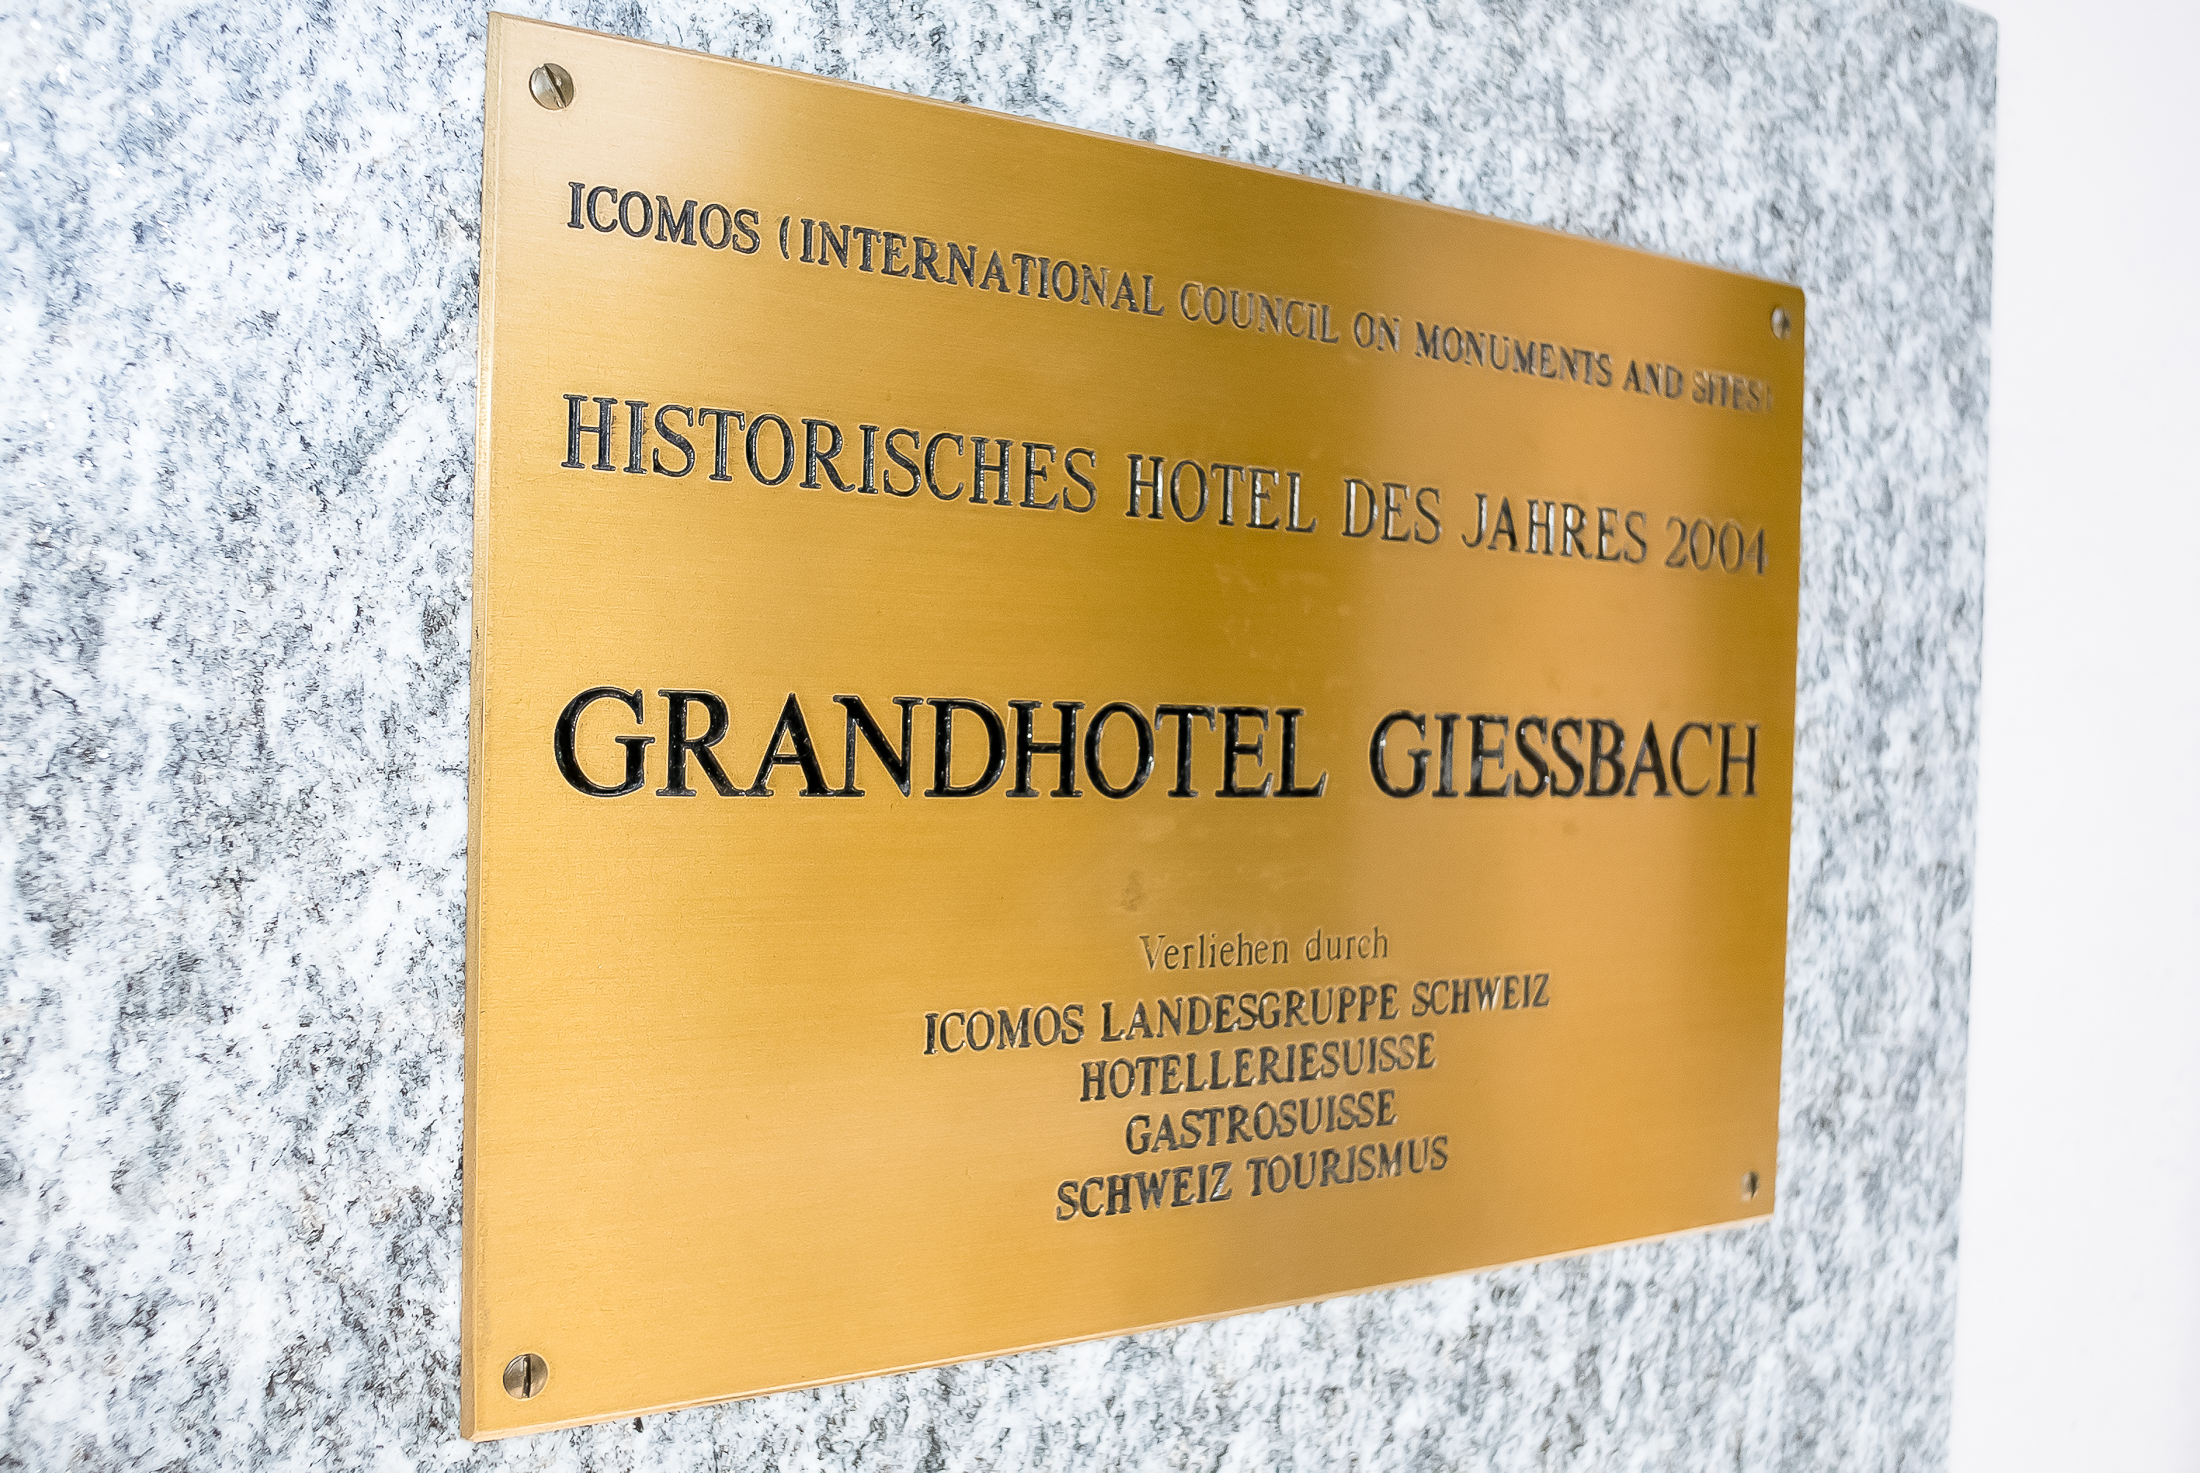 ICOMOS (INTERNATIONAL COUNCIL ON MONUMENTS AND SITES)
HISTORISCHES HOTEL DES JAHRES 2004
GRANDHOTEL GIESSBACH
Verliehen durch
ICOMOS LANDESGRUPPE SCHWEIZ
HOTELLERIESUISSE
GASTROSUISSE
SCHWEIZ TOURISMUS